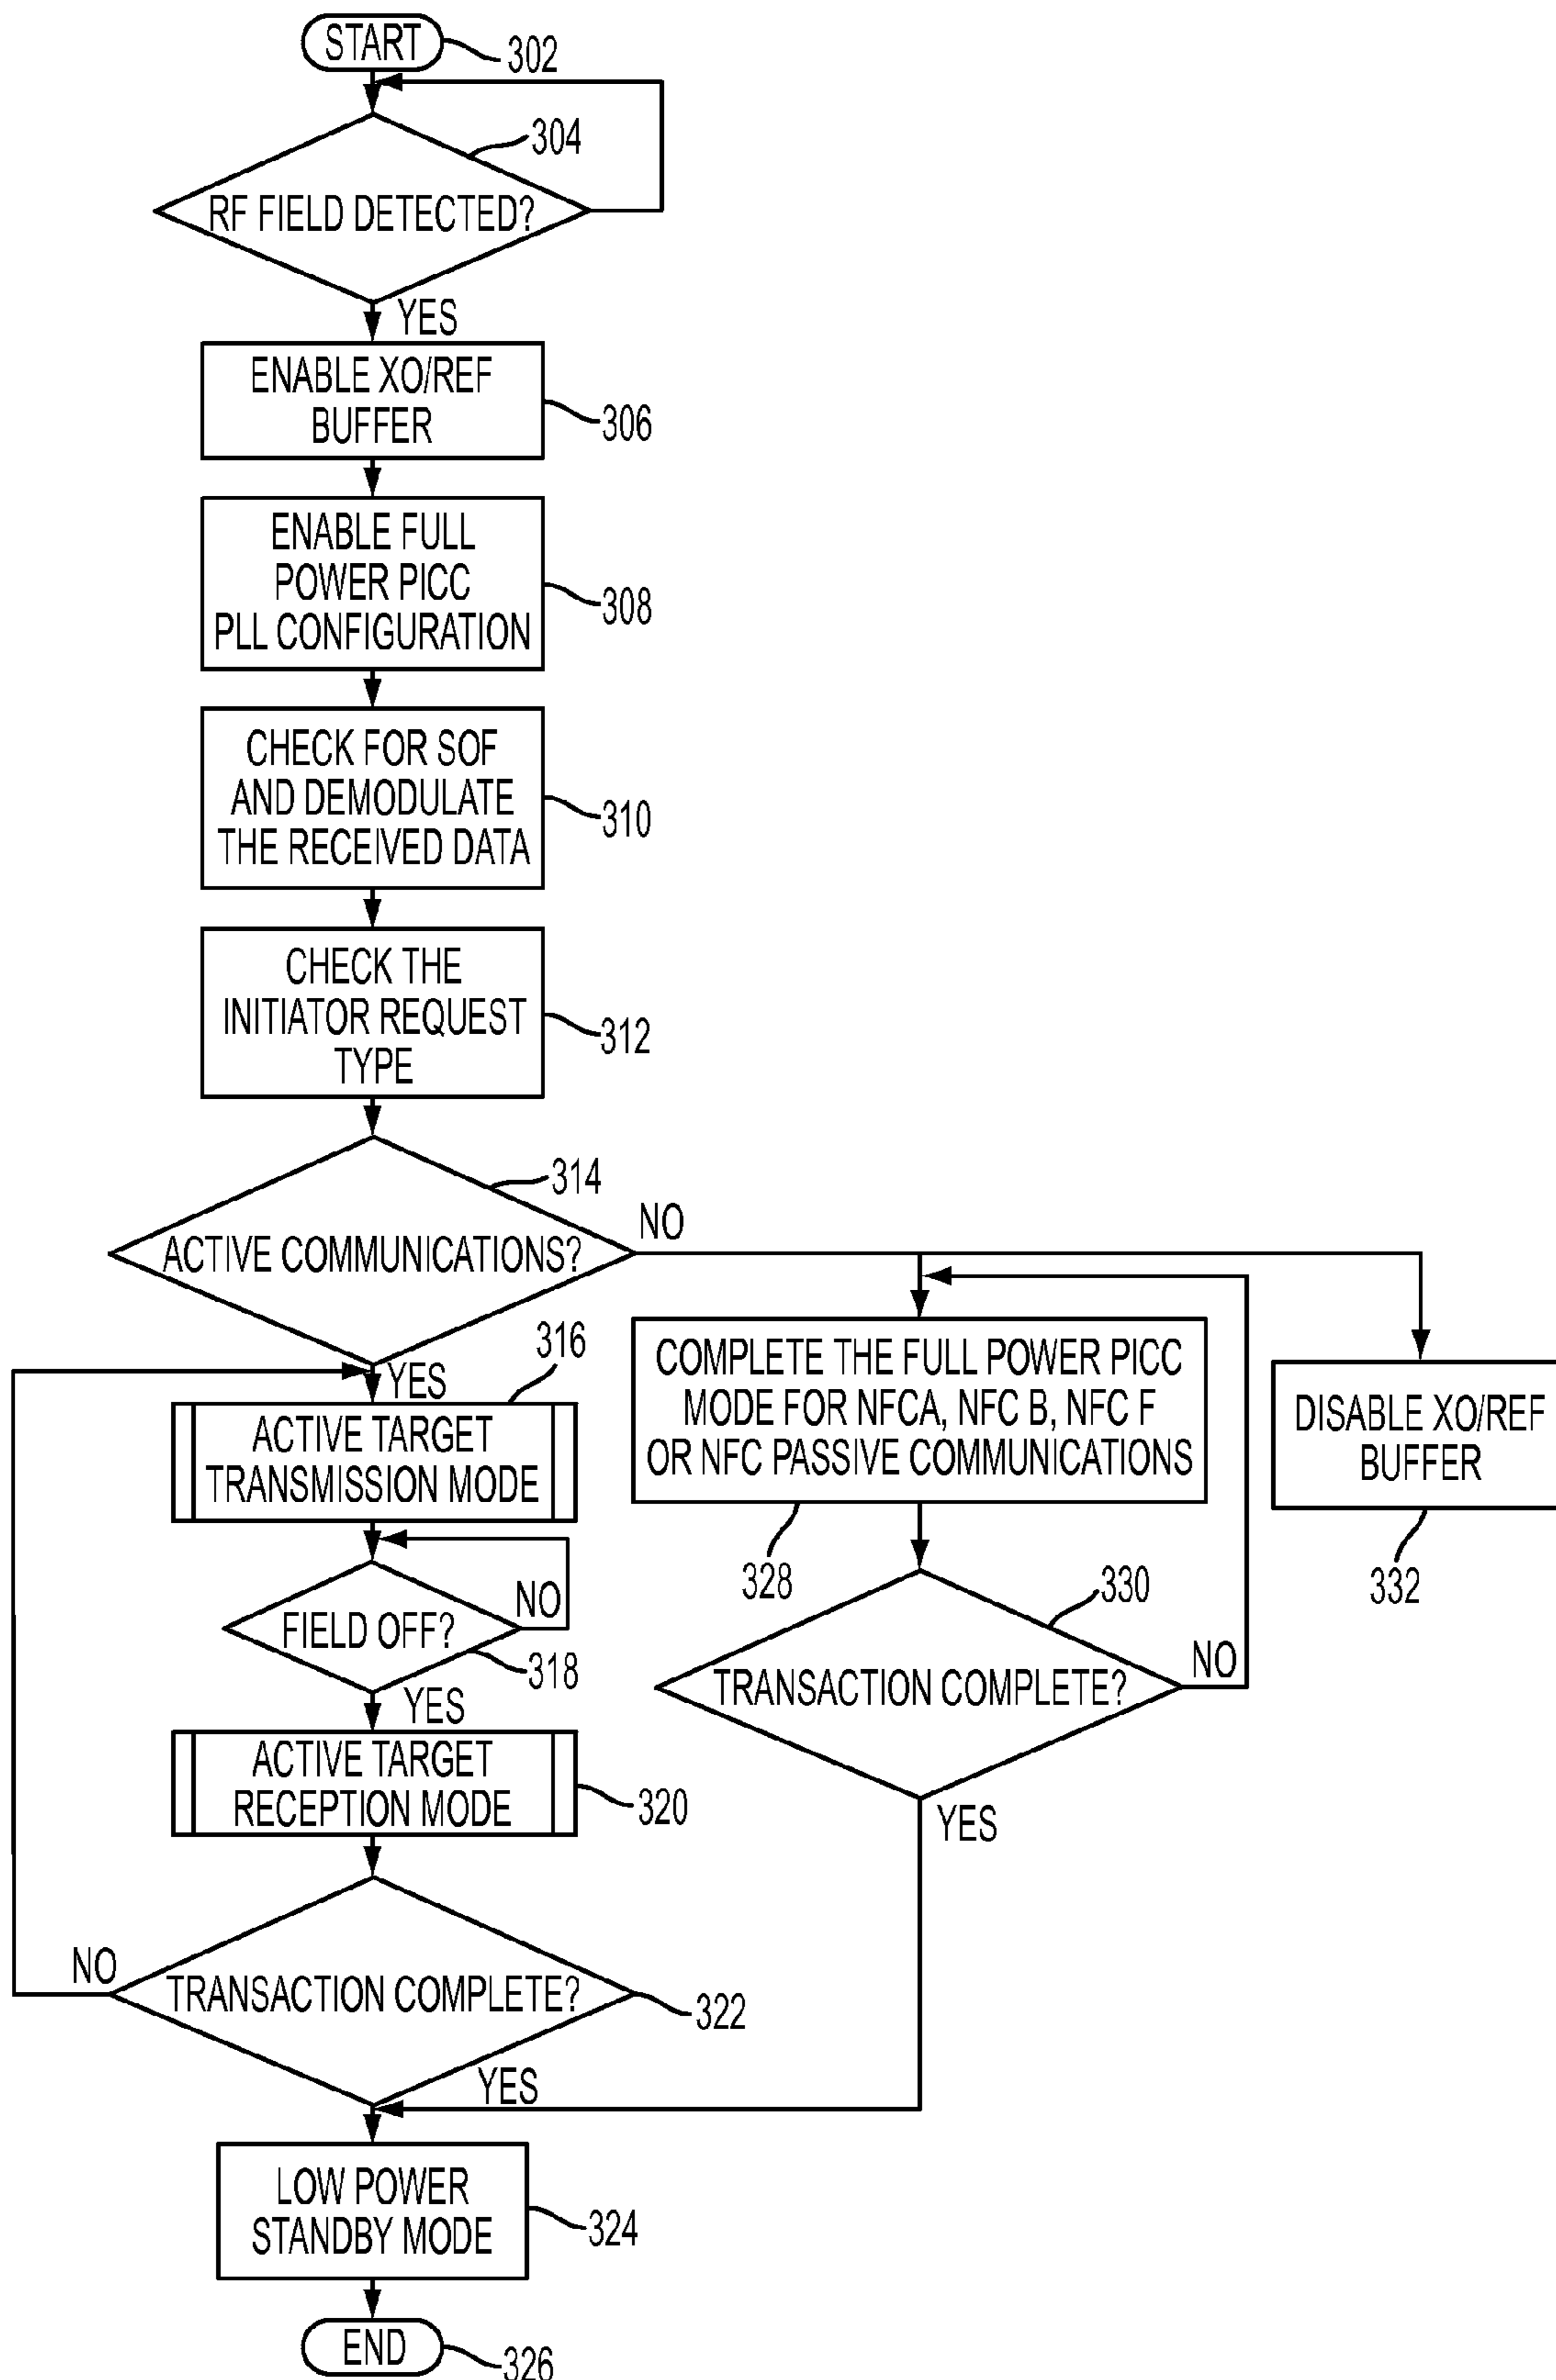 START
302
304
RF FIELD DETECTED?
YES
ENABLE XO/REF
BUFFER
306
ENABLE FULL
POWER PICC
PLL CONFIGURATION
308
CHECK FOR SOF
AND DEMODULATE
THE RECEIVED DATA
310
CHECK THE
INITIATOR REQUEST
TYPE
312
314
ACTIVE COMMUNICATIONS?
NO
YES
316
ACTIVE TARGET
TRANSMISSION MODE
FIELD OFF?
NO
318
YES
ACTIVE TARGET
RECEPTION MODE
320
TRANSACTION COMPLETE?
NO
322
YES
LOW POWER
STANDBY MODE
324
END
326
COMPLETE THE FULL POWER PICC
MODE FOR NFCA, NFC B, NFC F
OR NFC PASSIVE COMMUNICATIONS
328
330
TRANSACTION COMPLETE?
NO
YES
DISABLE XO/REF
BUFFER
332